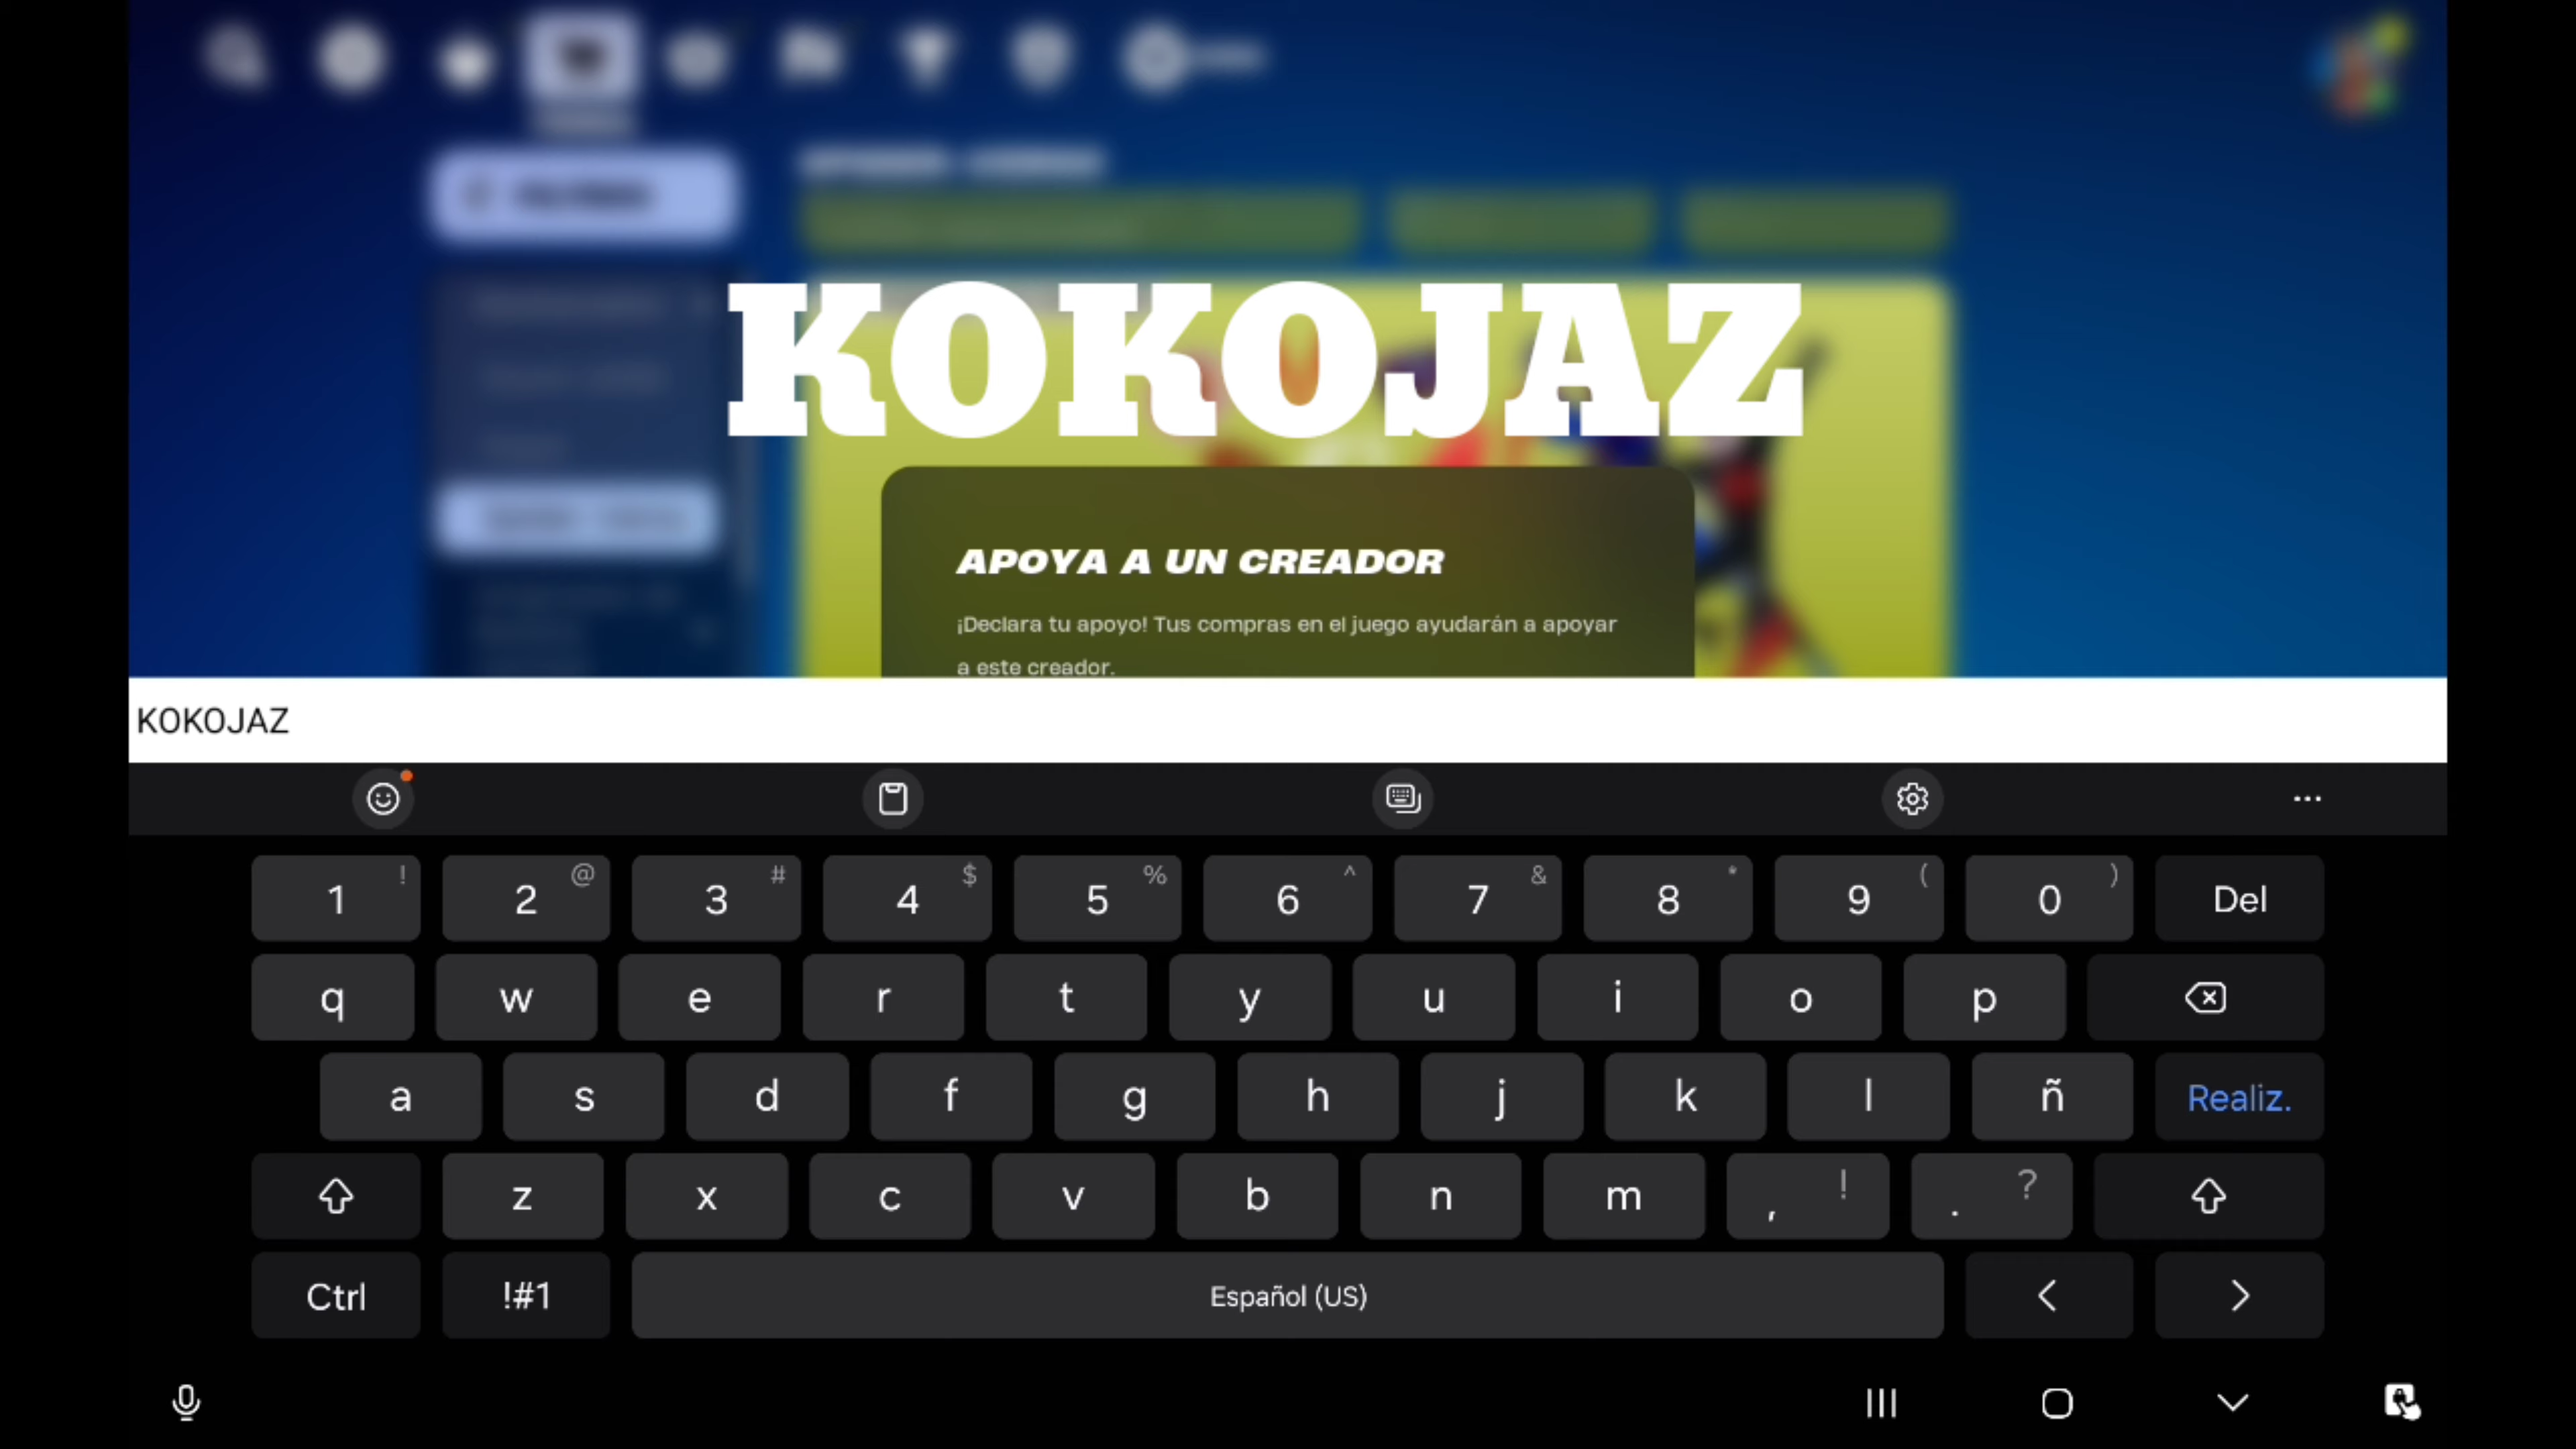 KOKOJAZ
APOYA A UN CREADOR
¡Declara tu apoyo! Tus compras en el juego ayudarán a apoyar
a este creador.
KOKOJAZ
1 ! 2 @ 3 # 4 $ 5 % 6 ^ 7 & 8 * 9 ( 0 ) Del
q w e r t y u i o p
a s d f g h j k l ñ Realiz.
z x c v b n m , ! . ?
Ctrl !#1 Español (US) < >